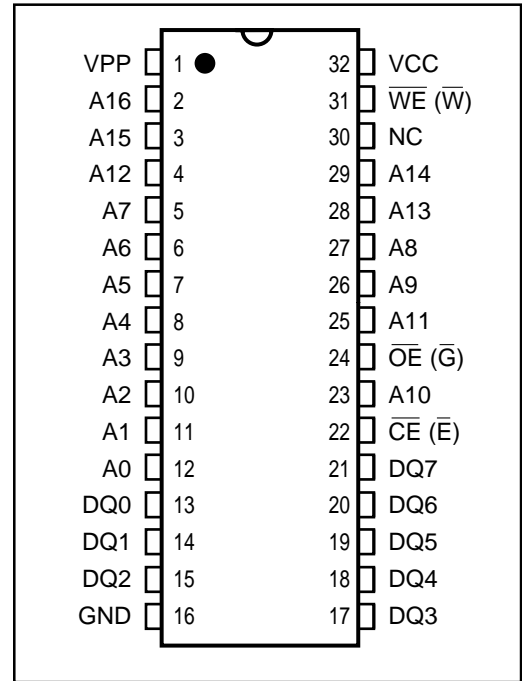 VPP 1 32 VCC
A16 2 31 W̅E̅ (W̅)
A15 3 30 NC
A12 4 29 A14
A7 5 28 A13
A6 6 27 A8
A5 7 26 A9
A4 8 25 A11
A3 9 24 O̅E̅ (G̅)
A2 10 23 A10
A1 11 22 C̅E̅ (E̅)
A0 12 21 DQ7
DQ0 13 20 DQ6
DQ1 14 19 DQ5
DQ2 15 18 DQ4
GND 16 17 DQ3